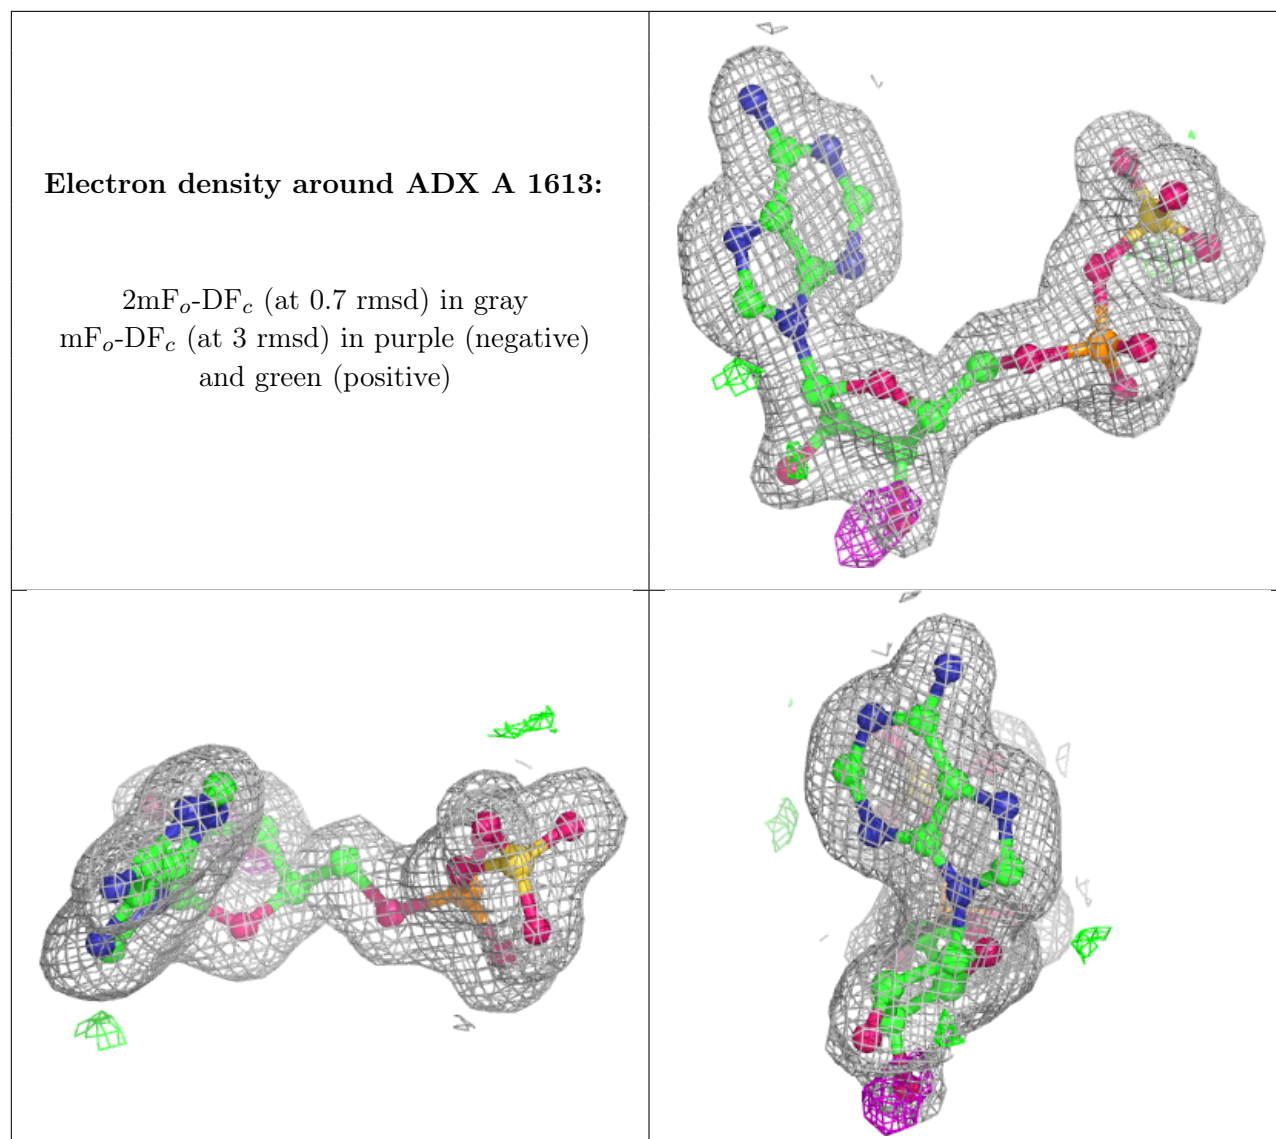 Electron density around ADX A 1613:
2mFo-DFc (at 0.7 rmsd) in gray
mFo-DFc (at 3 rmsd) in purple (negative)
and green (positive)